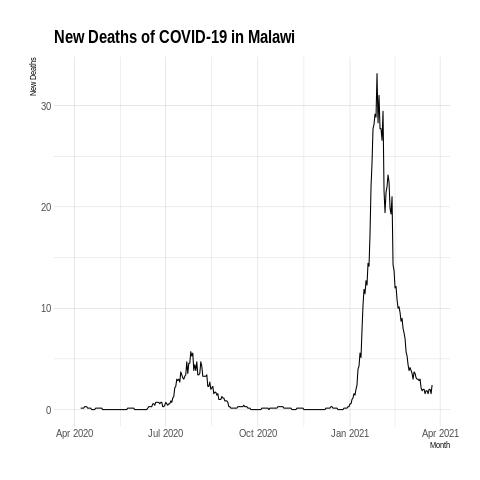 New Deaths of COVID-19 in Malawi
New Deaths
30
20
10
0
Apr 2020 Jul 2020 Oct 2020 Jan 2021 Apr 2021
Month